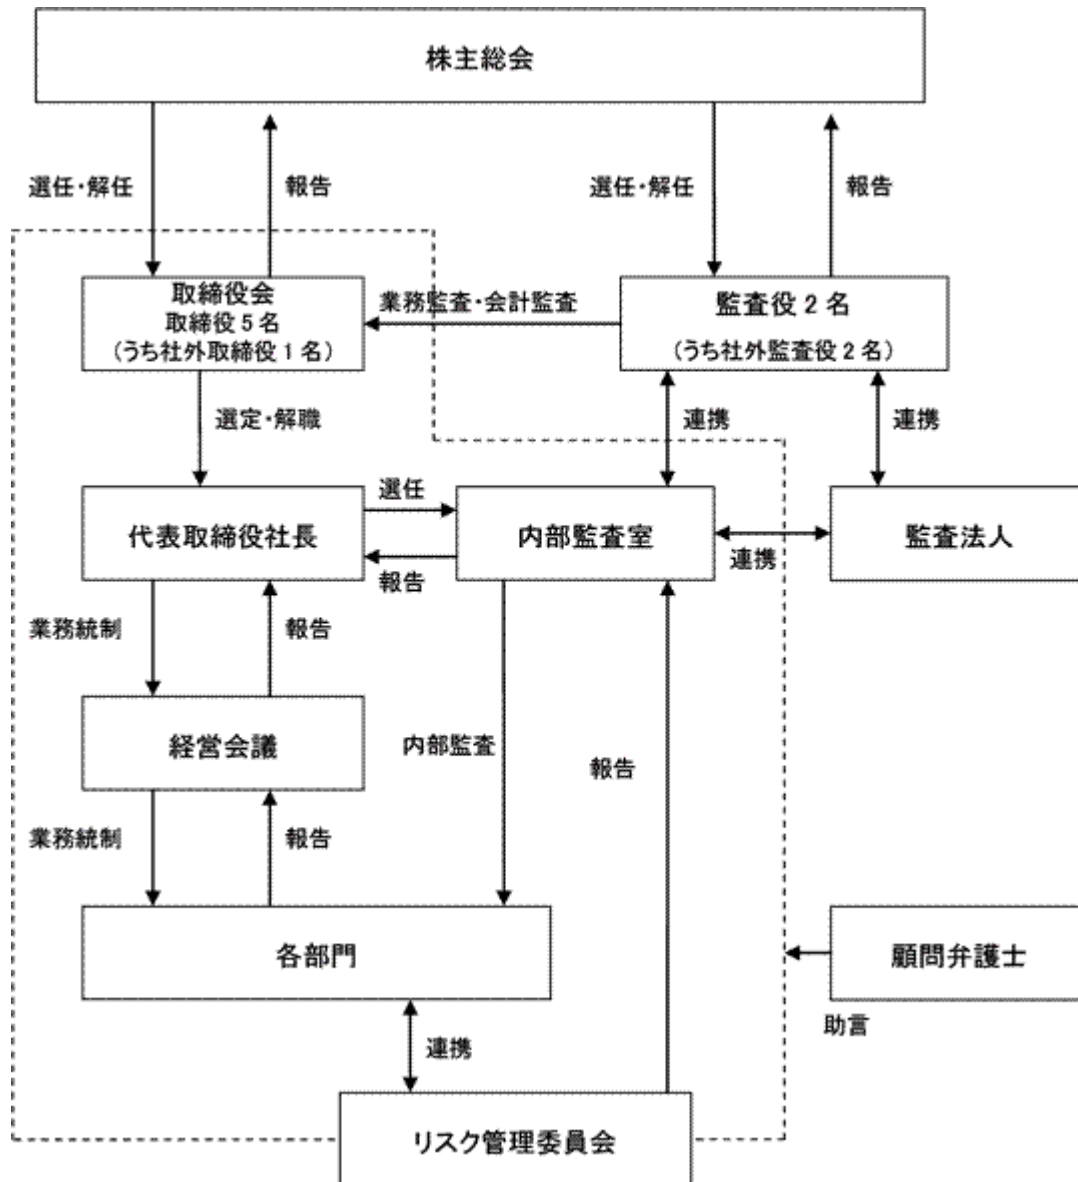 株主総会
選任・解任
報告
選任・解任
報告
取締役会
取締役5名
(うち社外取締役1名)
業務監査・会計監査
監査役2名
(うち社外監査役2名)
選定・解職
連携
連携
代表取締役社長
選任
報告
内部監査室
連携
監査法人
業務統制
報告
経営会議
内部監査
報告
業務統制
報告
各部門
顧問弁護士
助言
連携
リスク管理委員会